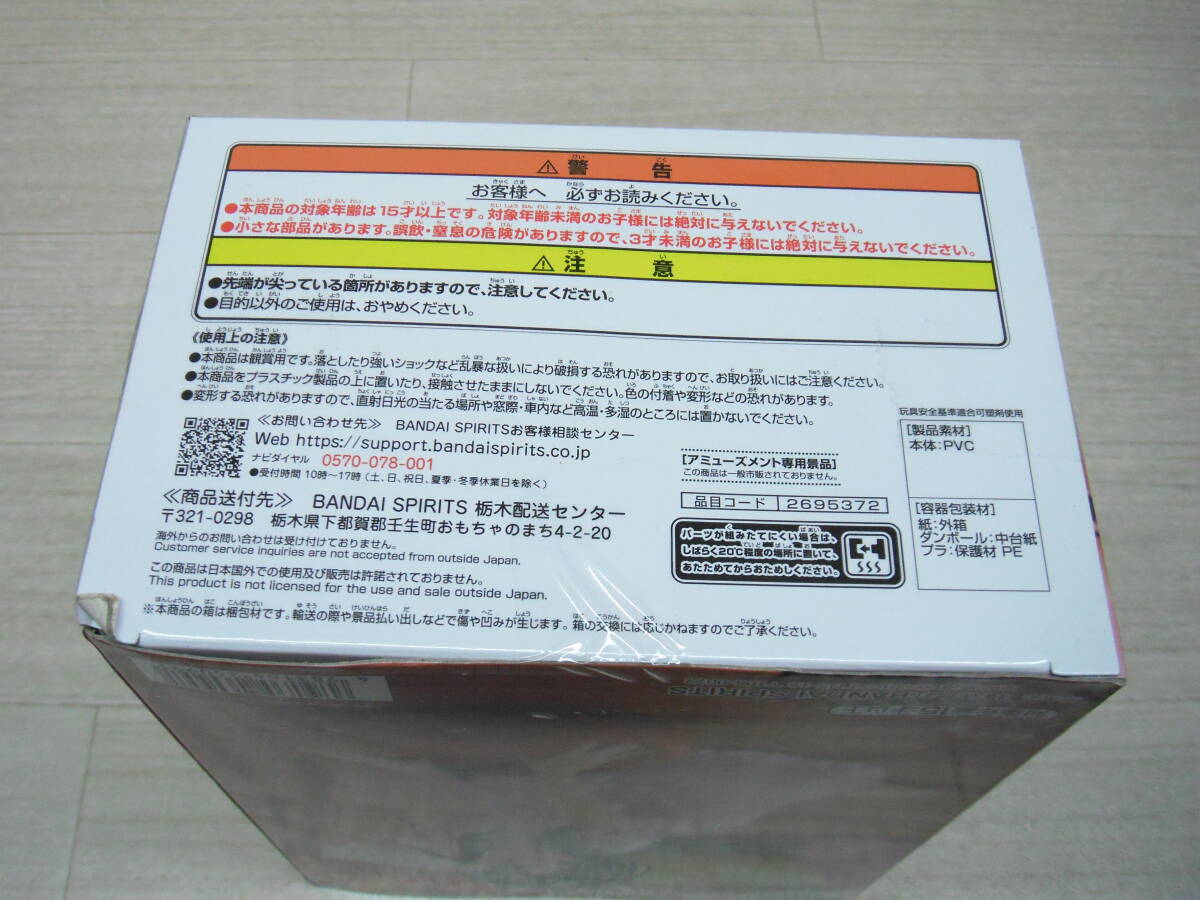 ⚠警告
お客様へ 必ずお読みください。
●本商品の対象年齢は15才以上です。対象年齢未満のお子様には絶対に与えないでください。
●小さな部品があります。誤飲・窒息の危険がありますので、3才未満のお子様には絶対に与えないでください。
⚠注意
●先端が尖っている箇所がありますので、注意してください。
●目的以外のご使用は、おやめください。
《使用上の注意》
●本商品は観賞用です。落としたり強いショックなど乱暴な扱いにより破損する恐れがありますので、お取り扱いにはご注意ください。
●本商品をプラスチック製品の上に置いたり、接触させたままにしないでください。色の付着や変形などの恐れがあります。
●変形する恐れがありますので、直射日光の当たる場所や窓際・車内など高温・多湿のところには置かないでください。
≪お問い合わせ先≫ BANDAI SPIRITSお客様相談センター
Web https://support.bandaispirits.co.jp
ナビダイヤル 0570-078-001
●受付時間 10時～17時(土、日、祝日、夏季・冬季休業日を除く)
≪商品送付先≫ BANDAI SPIRITS 栃木配送センター
〒321-0298 栃木県下都賀郡壬生町おもちゃのまち4-2-20
海外からのお問い合わせは受け付けておりません。
Customer service inquiries are not accepted from outside Japan.
この商品は日本国外での使用及び販売は許諾されておりません。
This product is not licensed for the use and sale outside Japan.
※本商品の箱は梱包材です。輸送の際や景品払い出しなどで傷や凹みが生じます。箱の交換には応じかねますのでご了承ください。
[アミューズメント専用景品]
この商品は一般市販されておりません。
品目コード 2695372
パーツが組みたてにくい場合は、
しばらく20℃程度の場所に置いて、
あたためてからおためしください。
玩具安全基準適合可塑剤使用
[製品素材]
本体:PVC
[容器包装材]
紙:外箱
ダンボール:中台紙
プラ:保護材 PE
BANDAI SPIRITS